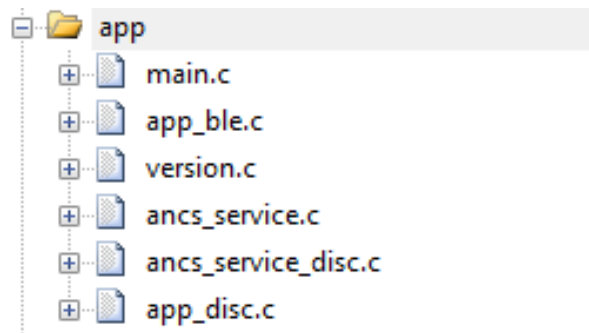 app
main.c
app_ble.c
version.c
ancs_service.c
ancs_service_disc.c
app_disc.c